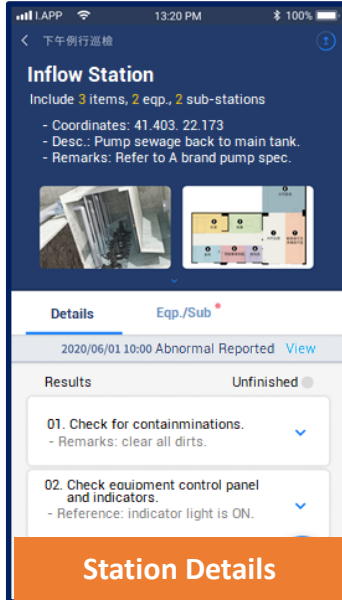 I.APP 13:20 PM 100%
下午例行巡檢
Inflow Station
Include 3 items, 2 eqp., 2 sub-stations
- Coordinates: 41.403. 22.173
- Desc.: Pump sewage back to main tank.
- Remarks: Refer to A brand pump spec.
Details Eqp./Sub
2020/06/01 10:00 Abnormal Reported View
Results Unfinished
01. Check for containminations.
- Remarks: clear all dirts.
02. Check equipment control panel
and indicators.
- Reference: indicator light is ON.
Station Details